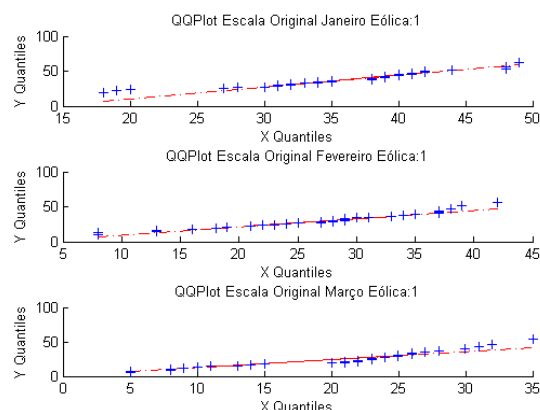 QQPlot Escala Original Janeiro Eólica:1
100
50
0
Y Quantiles
15 20 25 30 35 40 45 50
X Quantiles
QQPlot Escala Original Fevereiro Eólica:1
100
50
0
Y Quantiles
5 10 15 20 25 30 35 40 45
X Quantiles
QQPlot Escala Original Março Eólica:1
100
50
0
Y Quantiles
0 5 10 15 20 25 30 35
X Quantiles